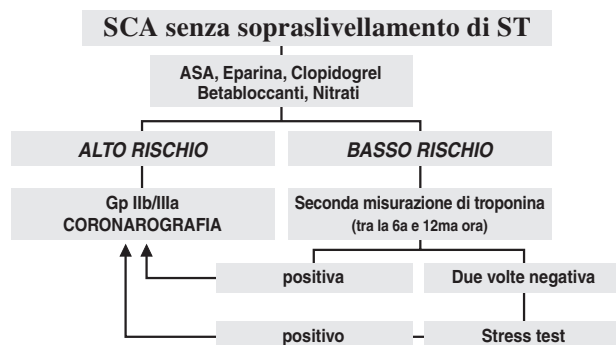 SCA senza sopraslivellamento di ST
ASA, Eparina, Clopidogrel
Betabloccanti, Nitrati
ALTO RISCHIO
BASSO RISCHIO
Gp IIb/IIIa
CORONAROGRAFIA
Seconda misurazione di troponina
(tra la 6a e 12ma ora)
positiva
Due volte negativa
positivo
Stress test